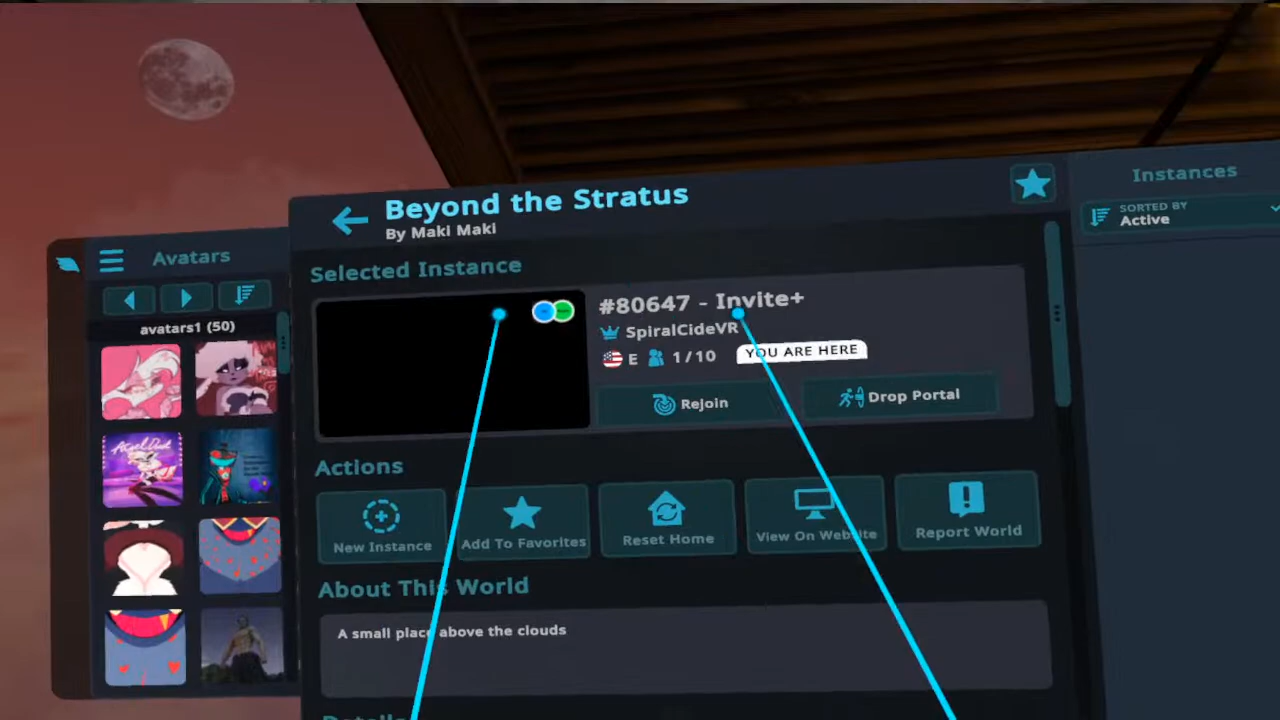 Beyond the Stratus
By Maki Maki
Instances
SORTED BY
Active
Avatars
avatars1 (50)
Selected Instance
#80647 - Invite+
SpiralCideVR
E 1/10 YOU ARE HERE
Rejoin
Drop Portal
Actions
New Instance
Add To Favorites
Reset Home
View On Website
Report World
About This World
A small place above the clouds
Details